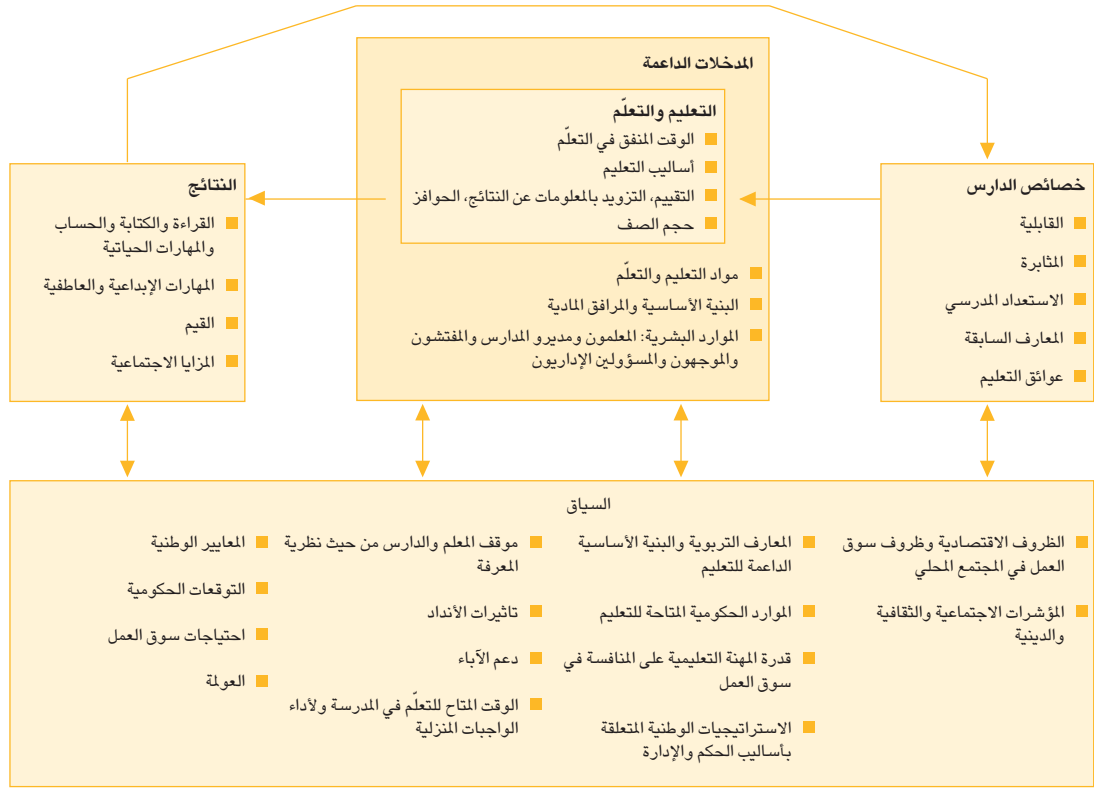 المدخلات الداعمة
التعليم والتعلّم
الوقت المنفق في التعلّم
أساليب التعليم
التقييم، التزويد بالمعلومات عن النتائج، الحوافز
حجم الصف
مواد التعليم والتعلّم
البنية الأساسية والمرافق المادية
الموارد البشرية: المعلمون ومديرو المدارس والمفتشون
والموجهون والمسؤولين الإداريون
خصائص الدارس
القابلية
المثابرة
الاستعداد المدرسي
المعارف السابقة
عوائق التعليم
النتائج
القراءة والكتابة والحساب
والمهارات الحياتية
المهارات الإبداعية والعاطفية
القيم
المزايا الاجتماعية
السياق
الظروف الاقتصادية وظروف سوق
العمل في المجتمع المحلي
المؤشرات الاجتماعية والثقافية
والدينية
المعارف التربوية والبنية الأساسية
الداعمة للتعليم
الموارد الحكومية المتاحة للتعليم
قدرة المهنة التعليمية على المنافسة في
سوق العمل
الاستراتيجيات الوطنية المتعلقة
بأساليب الحكم والإدارة
موقف المعلم والدارس من حيث نظرية
المعرفة
تاثيرات الأنداد
دعم الآباء
الوقت المتاح للتعلّم في المدرسة ولأداء
الواجبات المنزلية
المعايير الوطنية
التوقعات الحكومية
احتياجات سوق العمل
العولمة